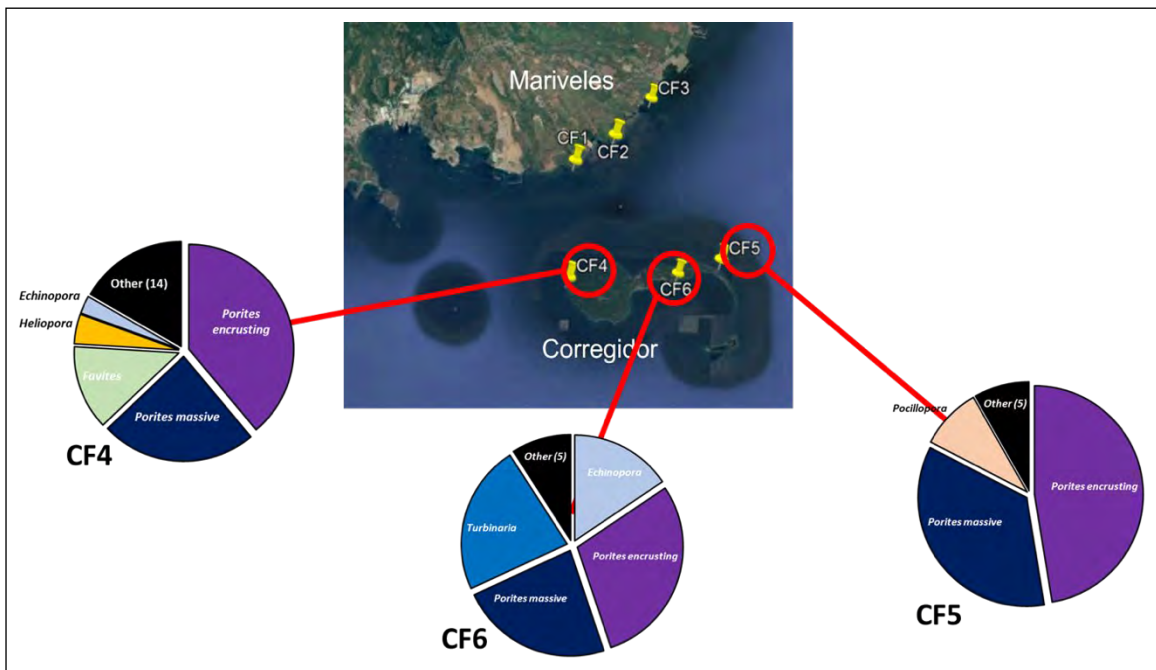 Mariveles
CF3
CF1
CF2
CF5
CF4
CF6
Corregidor
Other (14)
Echinopora
Heliopora
Porites
encrusting
Favites
Porites massive
CF4
Other (5)
Echinopora
Turbinaria
Porites encrusting
Porites massive
CF6
Other (5)
Pocillopora
Porites encrusting
Porites massive
CF5